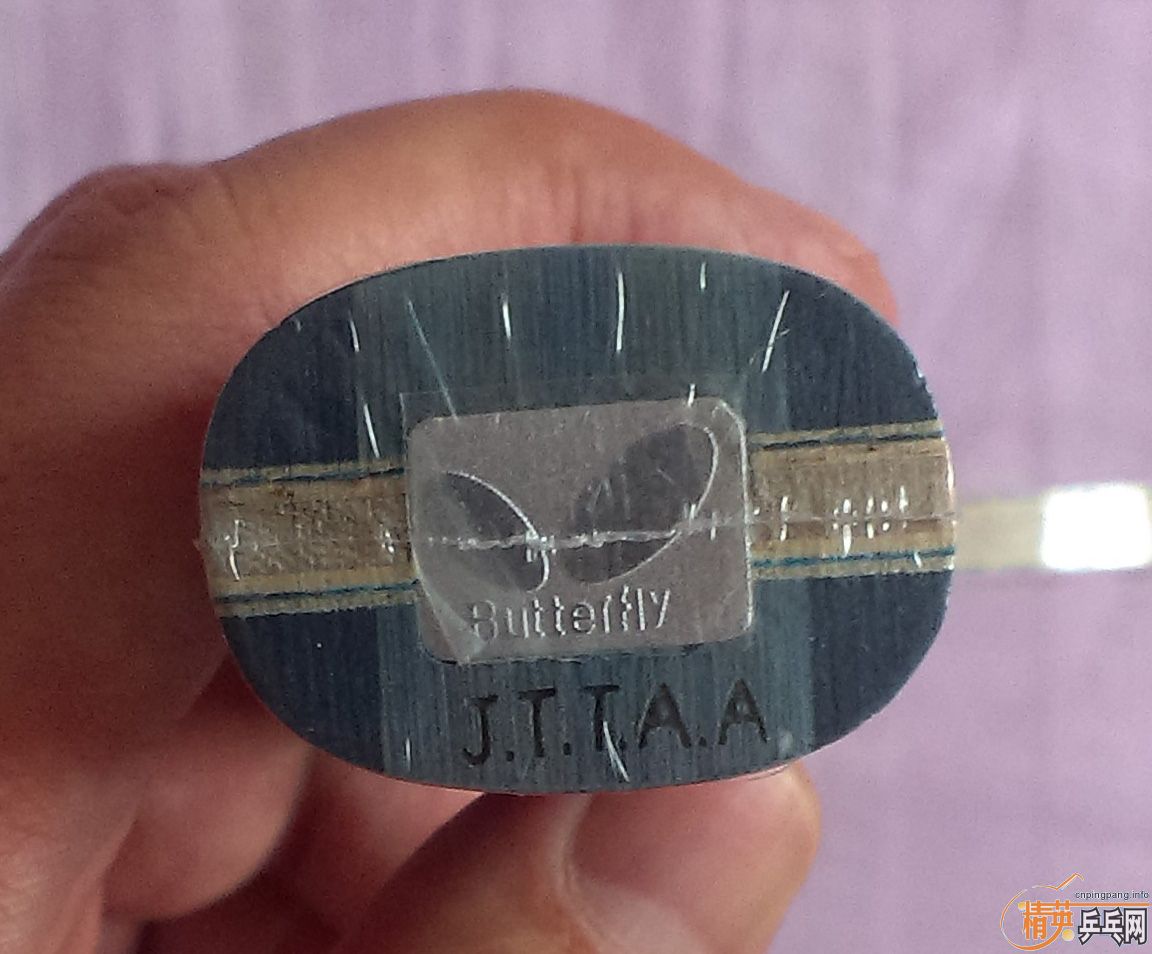 Butterfly
J.T.T.A.A
cnpingpang.info
精英乒乓网